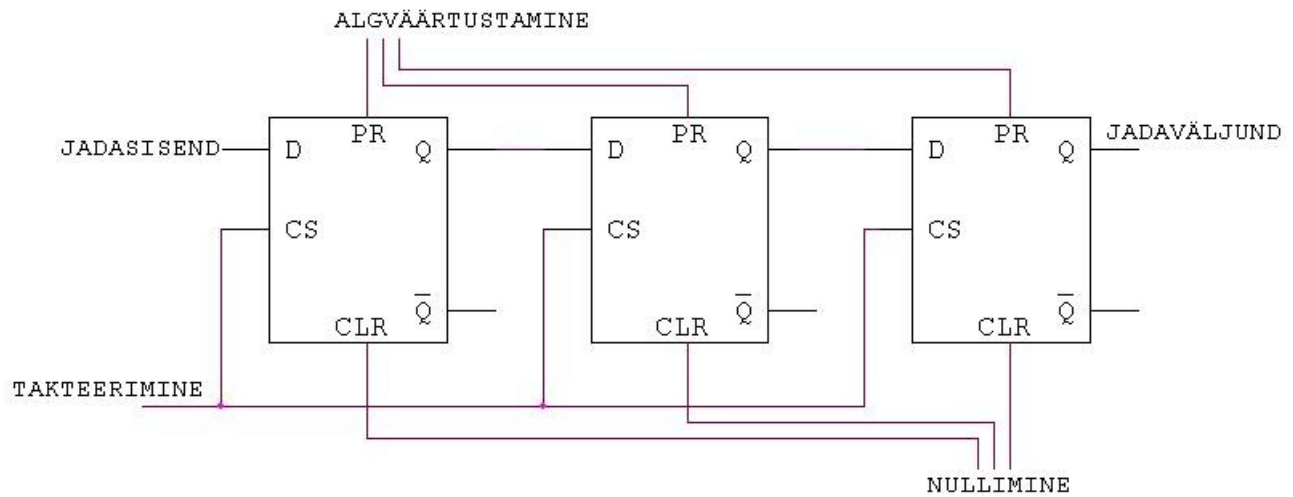 ALGVÄÄRTUSTAMINE
JADASISEND
D PR Q
D PR Q
D PR Q
JADAVÄLJUND
CS
CS
CS
CLR Q̅
CLR Q̅
CLR Q̅
TAKTEERIMINE
NULLIMINE